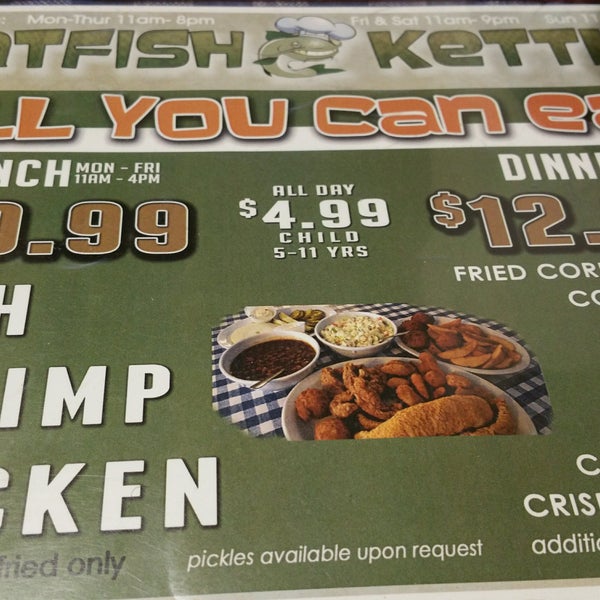 Mon-Thur 11am- 8pm Fri & Sat 11am- 9pm Sun 11
ATFISH KETT
LL YOU can ea
NCH MON - FRI 11AM - 4PM
DINN
.99
ALL DAY
$4.99
CHILD
5-11 YRS
$12.
FRIED COR
CO
H
IMP
CKEN
fried only
pickles available upon request
C
CRIS
additio